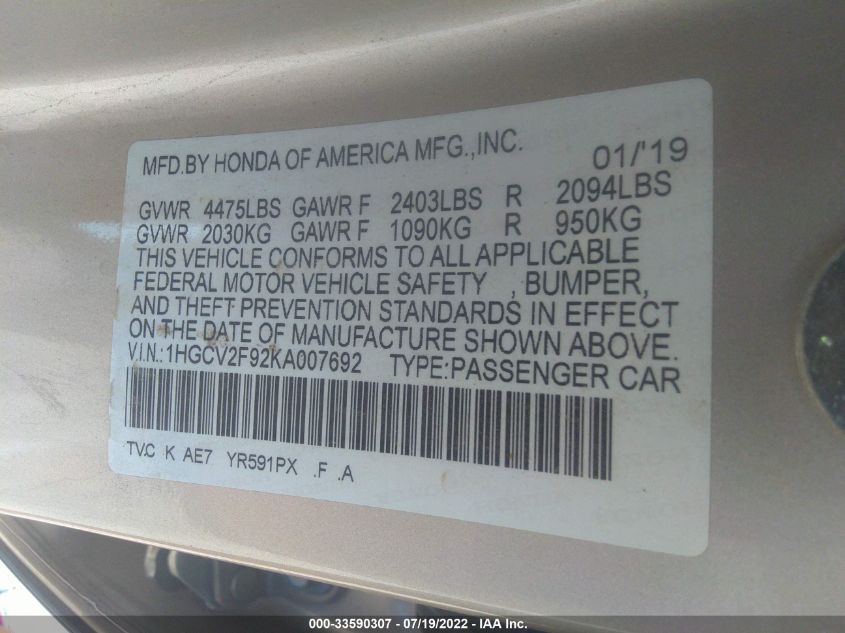 MFD.BY HONDA OF AMERICA MFG.,INC. 01/'19
GVWR 4475LBS GAWR F 2403LBS R 2094LBS
GVWR 2030KG GAWR F 1090KG R 950KG
THIS VEHICLE CONFORMS TO ALL APPLICABLE
FEDERAL MOTOR VEHICLE SAFETY , BUMPER,
AND THEFT PREVENTION STANDARDS IN EFFECT
ON THE DATE OF MANUFACTURE SHOWN ABOVE.
V.I.N.: 1HGCV2F92KA007692 TYPE:PASSENGER CAR
TVC K AE7 YR591PX .F .A
000-33590307 - 07/19/2022 - IAA Inc.